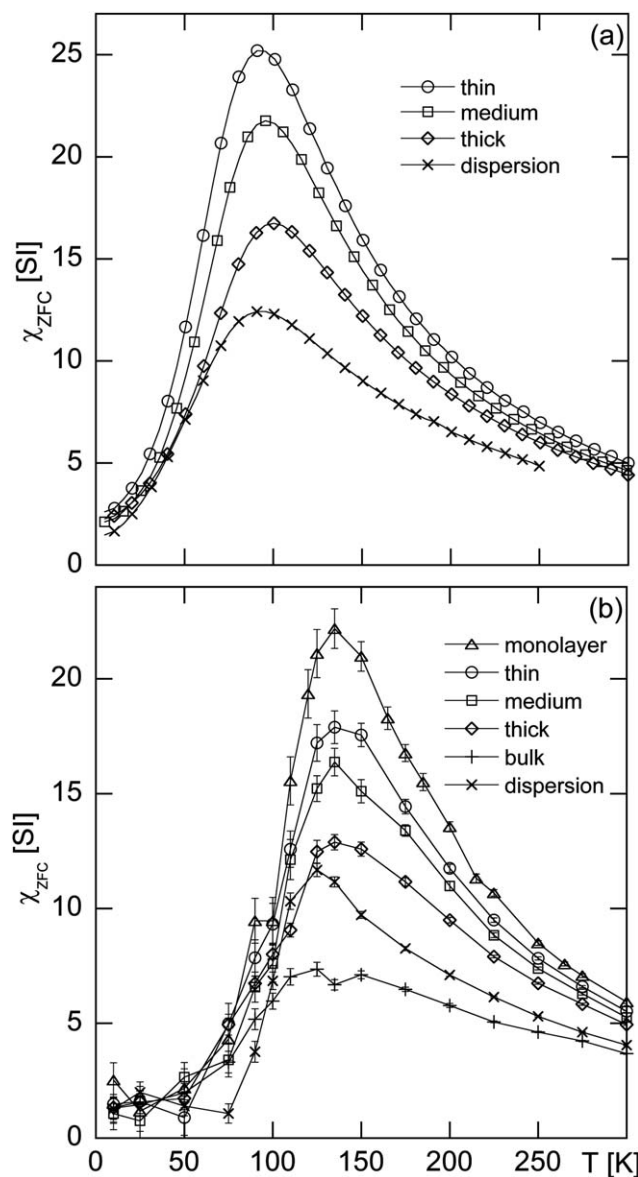 (a)
25
20
15
10
5
0
χZFC [SI]
thin
medium
thick
dispersion
(b)
20
15
10
5
0
χZFC [SI]
monolayer
thin
medium
thick
bulk
dispersion
0 50 100 150 200 250 T [K]